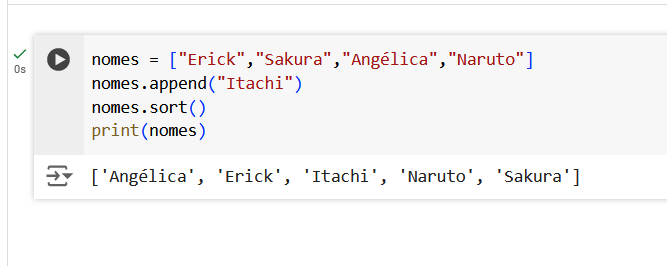 nomes = ["Erick","Sakura","Angélica","Naruto"]
0s
nomes.append("Itachi")
nomes.sort()
print(nomes)
['Angélica', 'Erick', 'Itachi', 'Naruto', 'Sakura']